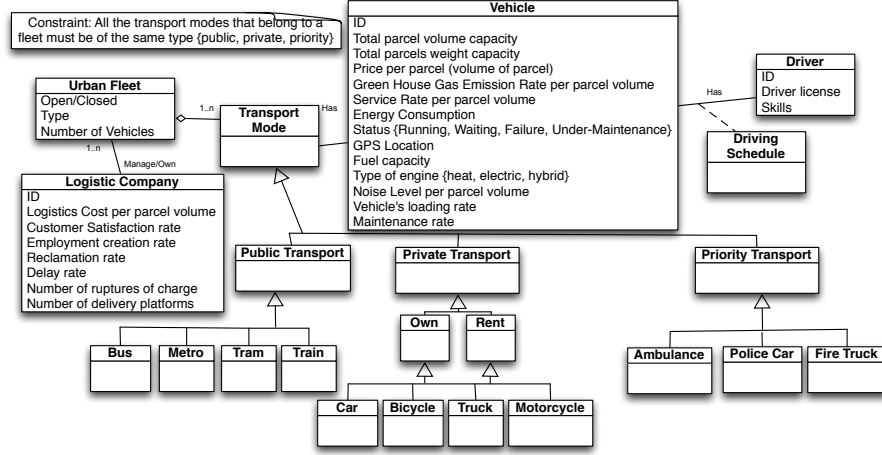 Constraint: All the transport modes that belong to a
fleet must be of the same type {public, private, priority}
Vehicle
ID
Total parcel volume capacity
Total parcels weight capacity
Price per parcel (volume of parcel)
Green House Gas Emission Rate per parcel volume
Service Rate per parcel volume
Energy Consumption
Status {Running, Waiting, Failure, Under-Maintenance}
GPS Location
Fuel capacity
Type of engine {heat, electric, hybrid}
Noise Level per parcel volume
Vehicle's loading rate
Maintenance rate
Urban Fleet
Open/Closed
Type
Number of Vehicles
1..n
Transport
Mode
Has
Has
Driver
ID
Driver license
Skills
Driving
Schedule
1..n
Manage/Own
Logistic Company
ID
Logistics Cost per parcel volume
Customer Satisfaction rate
Employment creation rate
Reclamation rate
Delay rate
Number of ruptures of charge
Number of delivery platforms
Public Transport
Private Transport
Priority Transport
Own
Rent
Bus
Metro
Tram
Train
Ambulance
Police Car
Fire Truck
Car
Bicycle
Truck
Motorcycle